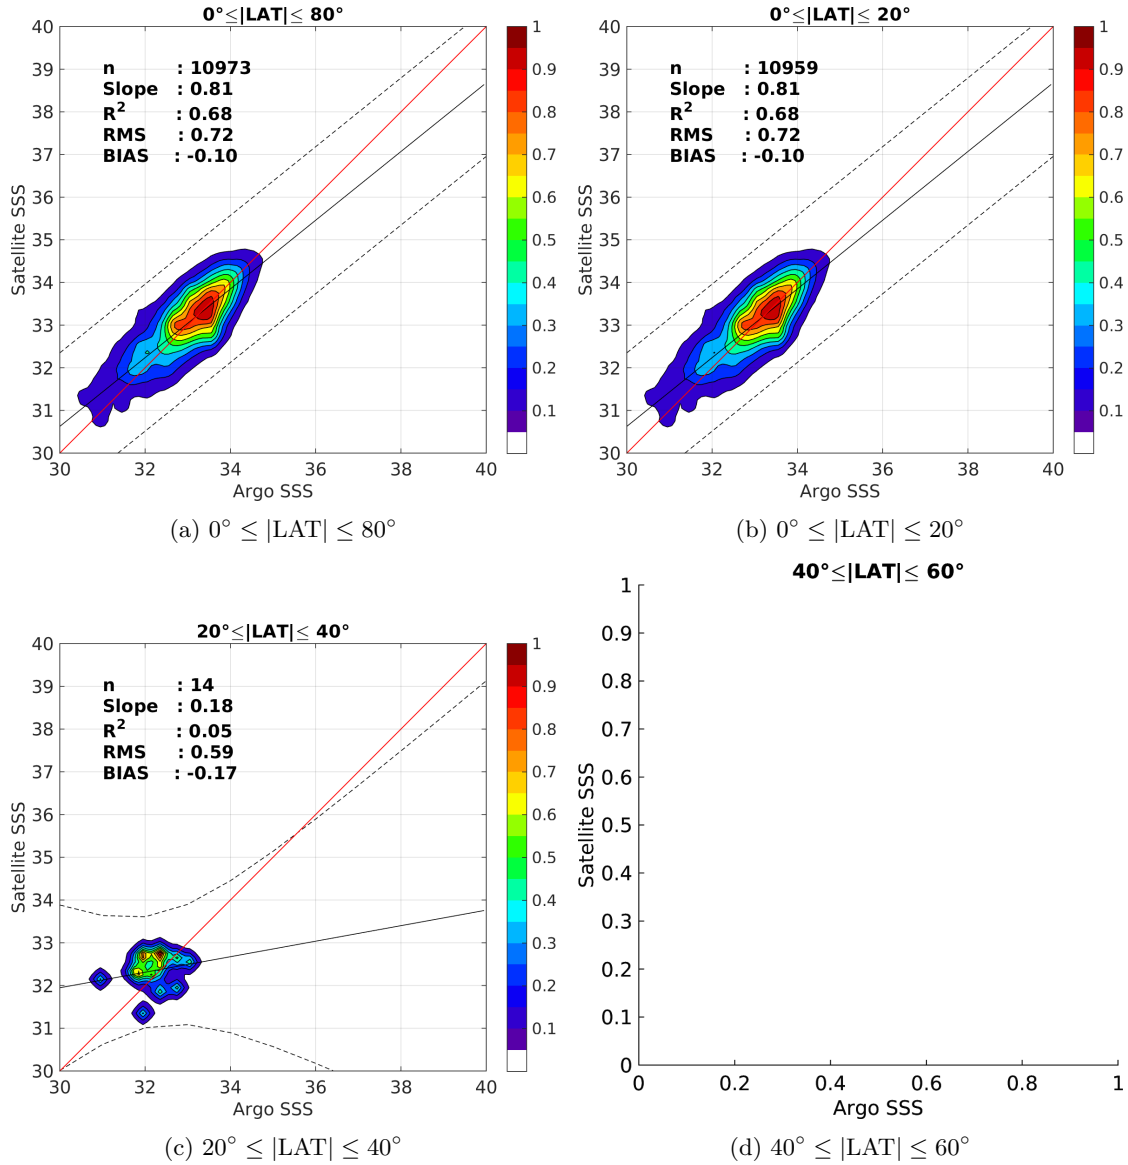 0°≤|LAT|≤ 80°
n : 10973
Slope : 0.81
R² : 0.68
RMS : 0.72
BIAS : -0.10
40
39
38
37
36
35
34
33
32
31
30
30 32 34 36 38 40
Satellite SSS
Argo SSS
1
0.9
0.8
0.7
0.6
0.5
0.4
0.3
0.2
0.1
(a) 0° ≤ |LAT| ≤ 80°
0°≤|LAT|≤ 20°
n : 10959
Slope : 0.81
R² : 0.68
RMS : 0.72
BIAS : -0.10
40
39
38
37
36
35
34
33
32
31
30
30 32 34 36 38 40
Satellite SSS
Argo SSS
1
0.9
0.8
0.7
0.6
0.5
0.4
0.3
0.2
0.1
(b) 0° ≤ |LAT| ≤ 20°
20°≤|LAT|≤ 40°
n : 14
Slope : 0.18
R² : 0.05
RMS : 0.59
BIAS : -0.17
40
39
38
37
36
35
34
33
32
31
30
30 32 34 36 38 40
Satellite SSS
Argo SSS
1
0.9
0.8
0.7
0.6
0.5
0.4
0.3
0.2
0.1
(c) 20° ≤ |LAT| ≤ 40°
40°≤|LAT|≤ 60°
1
0.9
0.8
0.7
0.6
0.5
0.4
0.3
0.2
0.1
0
0 0.2 0.4 0.6 0.8 1
Satellite SSS
Argo SSS
(d) 40° ≤ |LAT| ≤ 60°